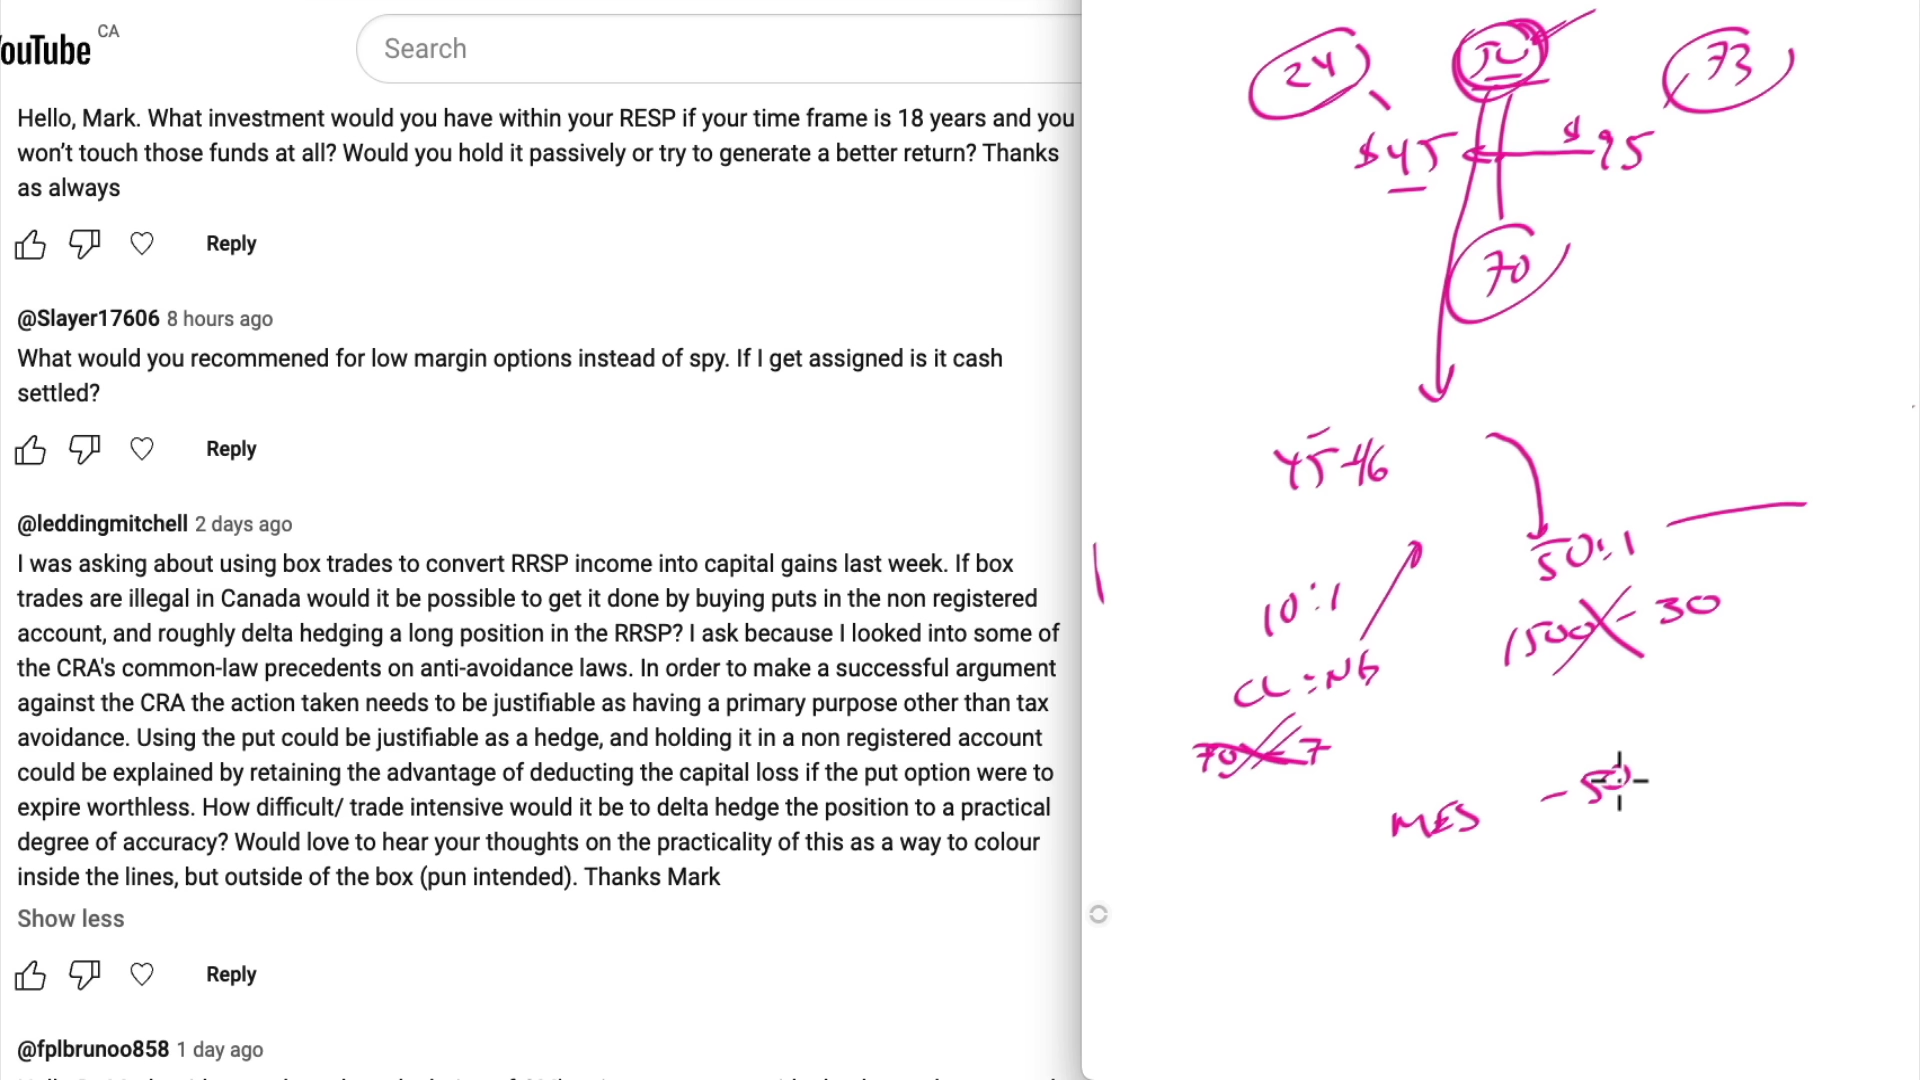 ouTube CA
Search
Hello, Mark. What investment would you have within your RESP if your time frame is 18 years and you
won’t touch those funds at all? Would you hold it passively or try to generate a better return? Thanks
as always
Reply
@Slayer17606 8 hours ago
What would you recommened for low margin options instead of spy. If I get assigned is it cash
settled?
Reply
@leddingmitchell 2 days ago
I was asking about using box trades to convert RRSP income into capital gains last week. If box
trades are illegal in Canada would it be possible to get it done by buying puts in the non registered
account, and roughly delta hedging a long position in the RRSP? I ask because I looked into some of
the CRA's common-law precedents on anti-avoidance laws. In order to make a successful argument
against the CRA the action taken needs to be justifiable as having a primary purpose other than tax
avoidance. Using the put could be justifiable as a hedge, and holding it in a non registered account
could be explained by retaining the advantage of deducting the capital loss if the put option were to
expire worthless. How difficult/ trade intensive would it be to delta hedge the position to a practical
degree of accuracy? Would love to hear your thoughts on the practicality of this as a way to colour
inside the lines, but outside of the box (pun intended). Thanks Mark
Show less
Reply
@fplbrunoo858 1 day ago
24 73
$45 $95
70
45-46
50:1
10:1
1500 - 30
CL = NG
70 - 7
MES - 50